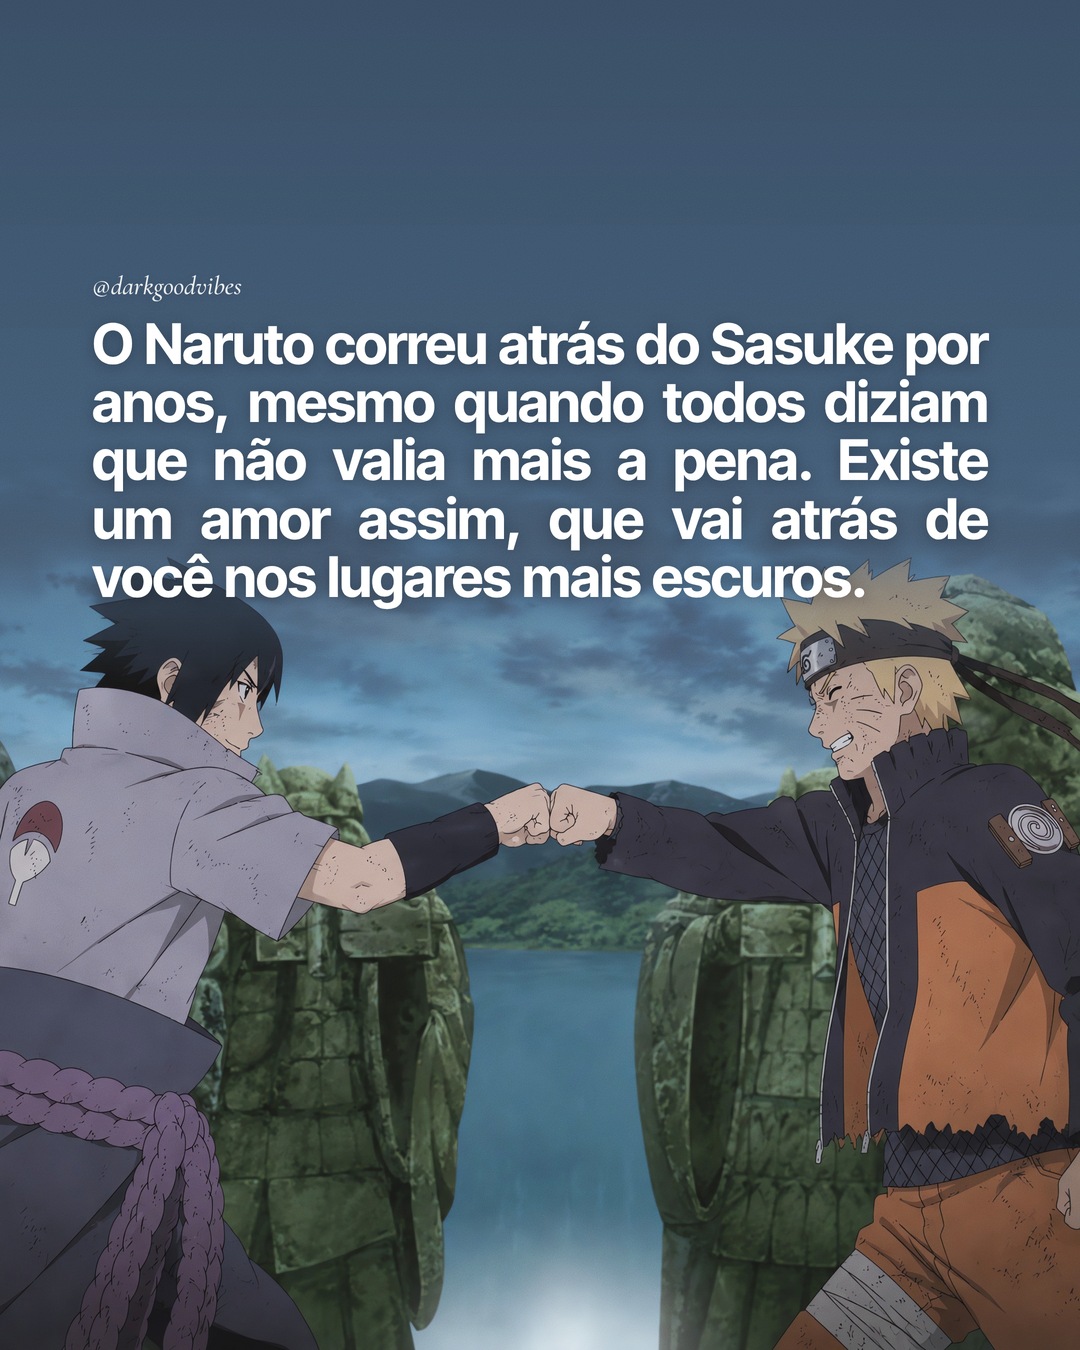 @darkgoodvibes
O Naruto correu atrás do Sasuke por
anos, mesmo quando todos diziam
que não valia mais a pena. Existe
um amor assim, que vai atrás de
você nos lugares mais escuros.